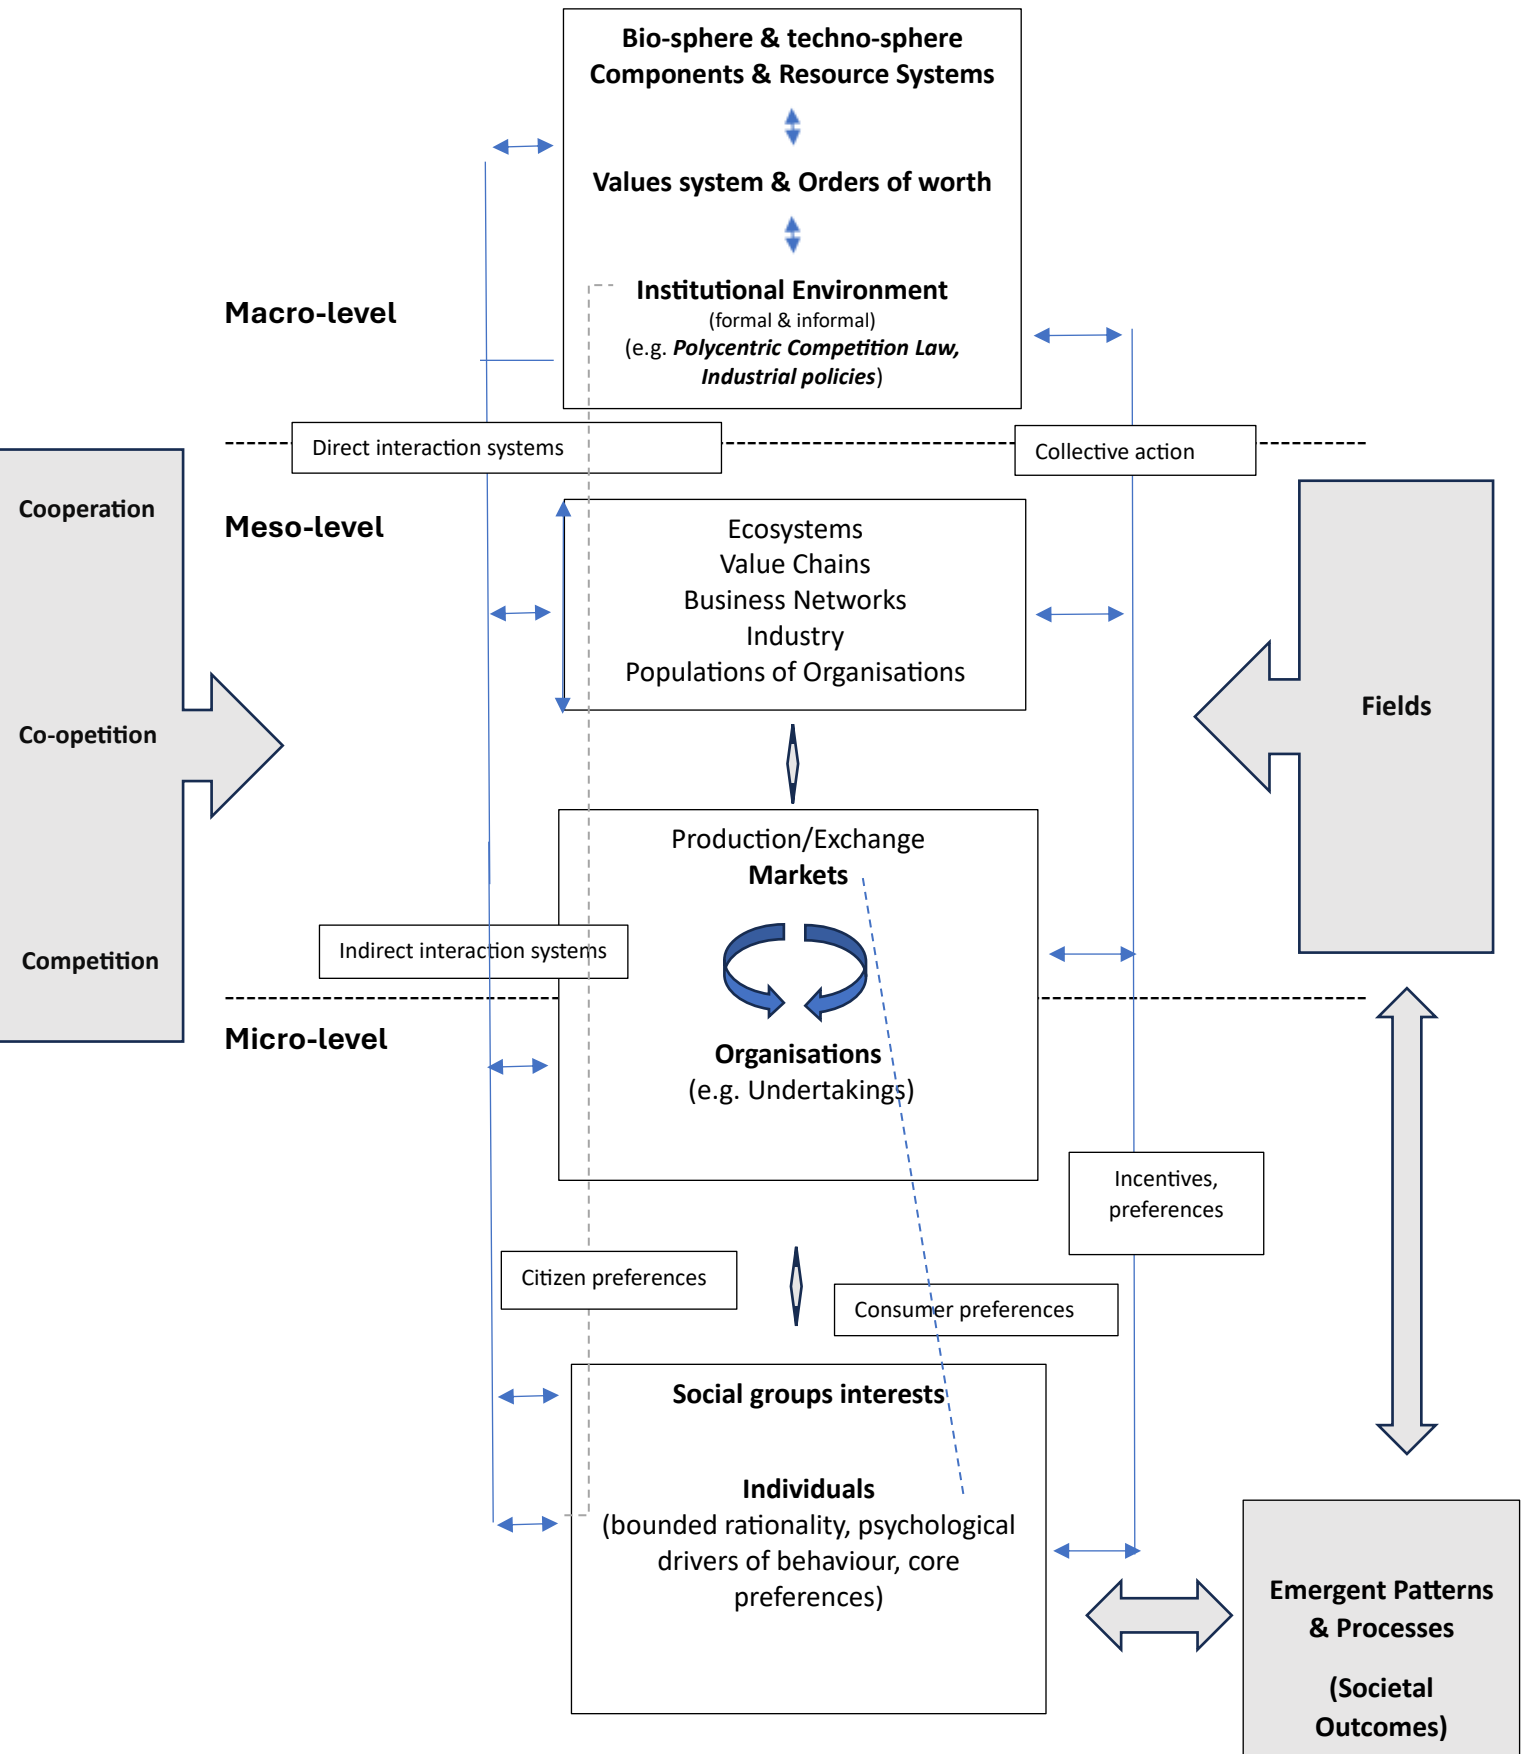 Bio-sphere & techno-sphere
Components & Resource Systems
Values system & Orders of worth
Institutional Environment
(formal & informal)
(e.g. Polycentric Competition Law,
Industrial policies)
Macro-level
Direct interaction systems
Collective action
Cooperation
Co-opetition
Competition
Meso-level
Ecosystems
Value Chains
Business Networks
Industry
Populations of Organisations
Fields
Production/Exchange
Markets
Indirect interaction systems
Micro-level
Organisations
(e.g. Undertakings)
Incentives,
preferences
Citizen preferences
Consumer preferences
Social groups interests
Individuals
(bounded rationality, psychological
drivers of behaviour, core
preferences)
Emergent Patterns
& Processes
(Societal
Outcomes)